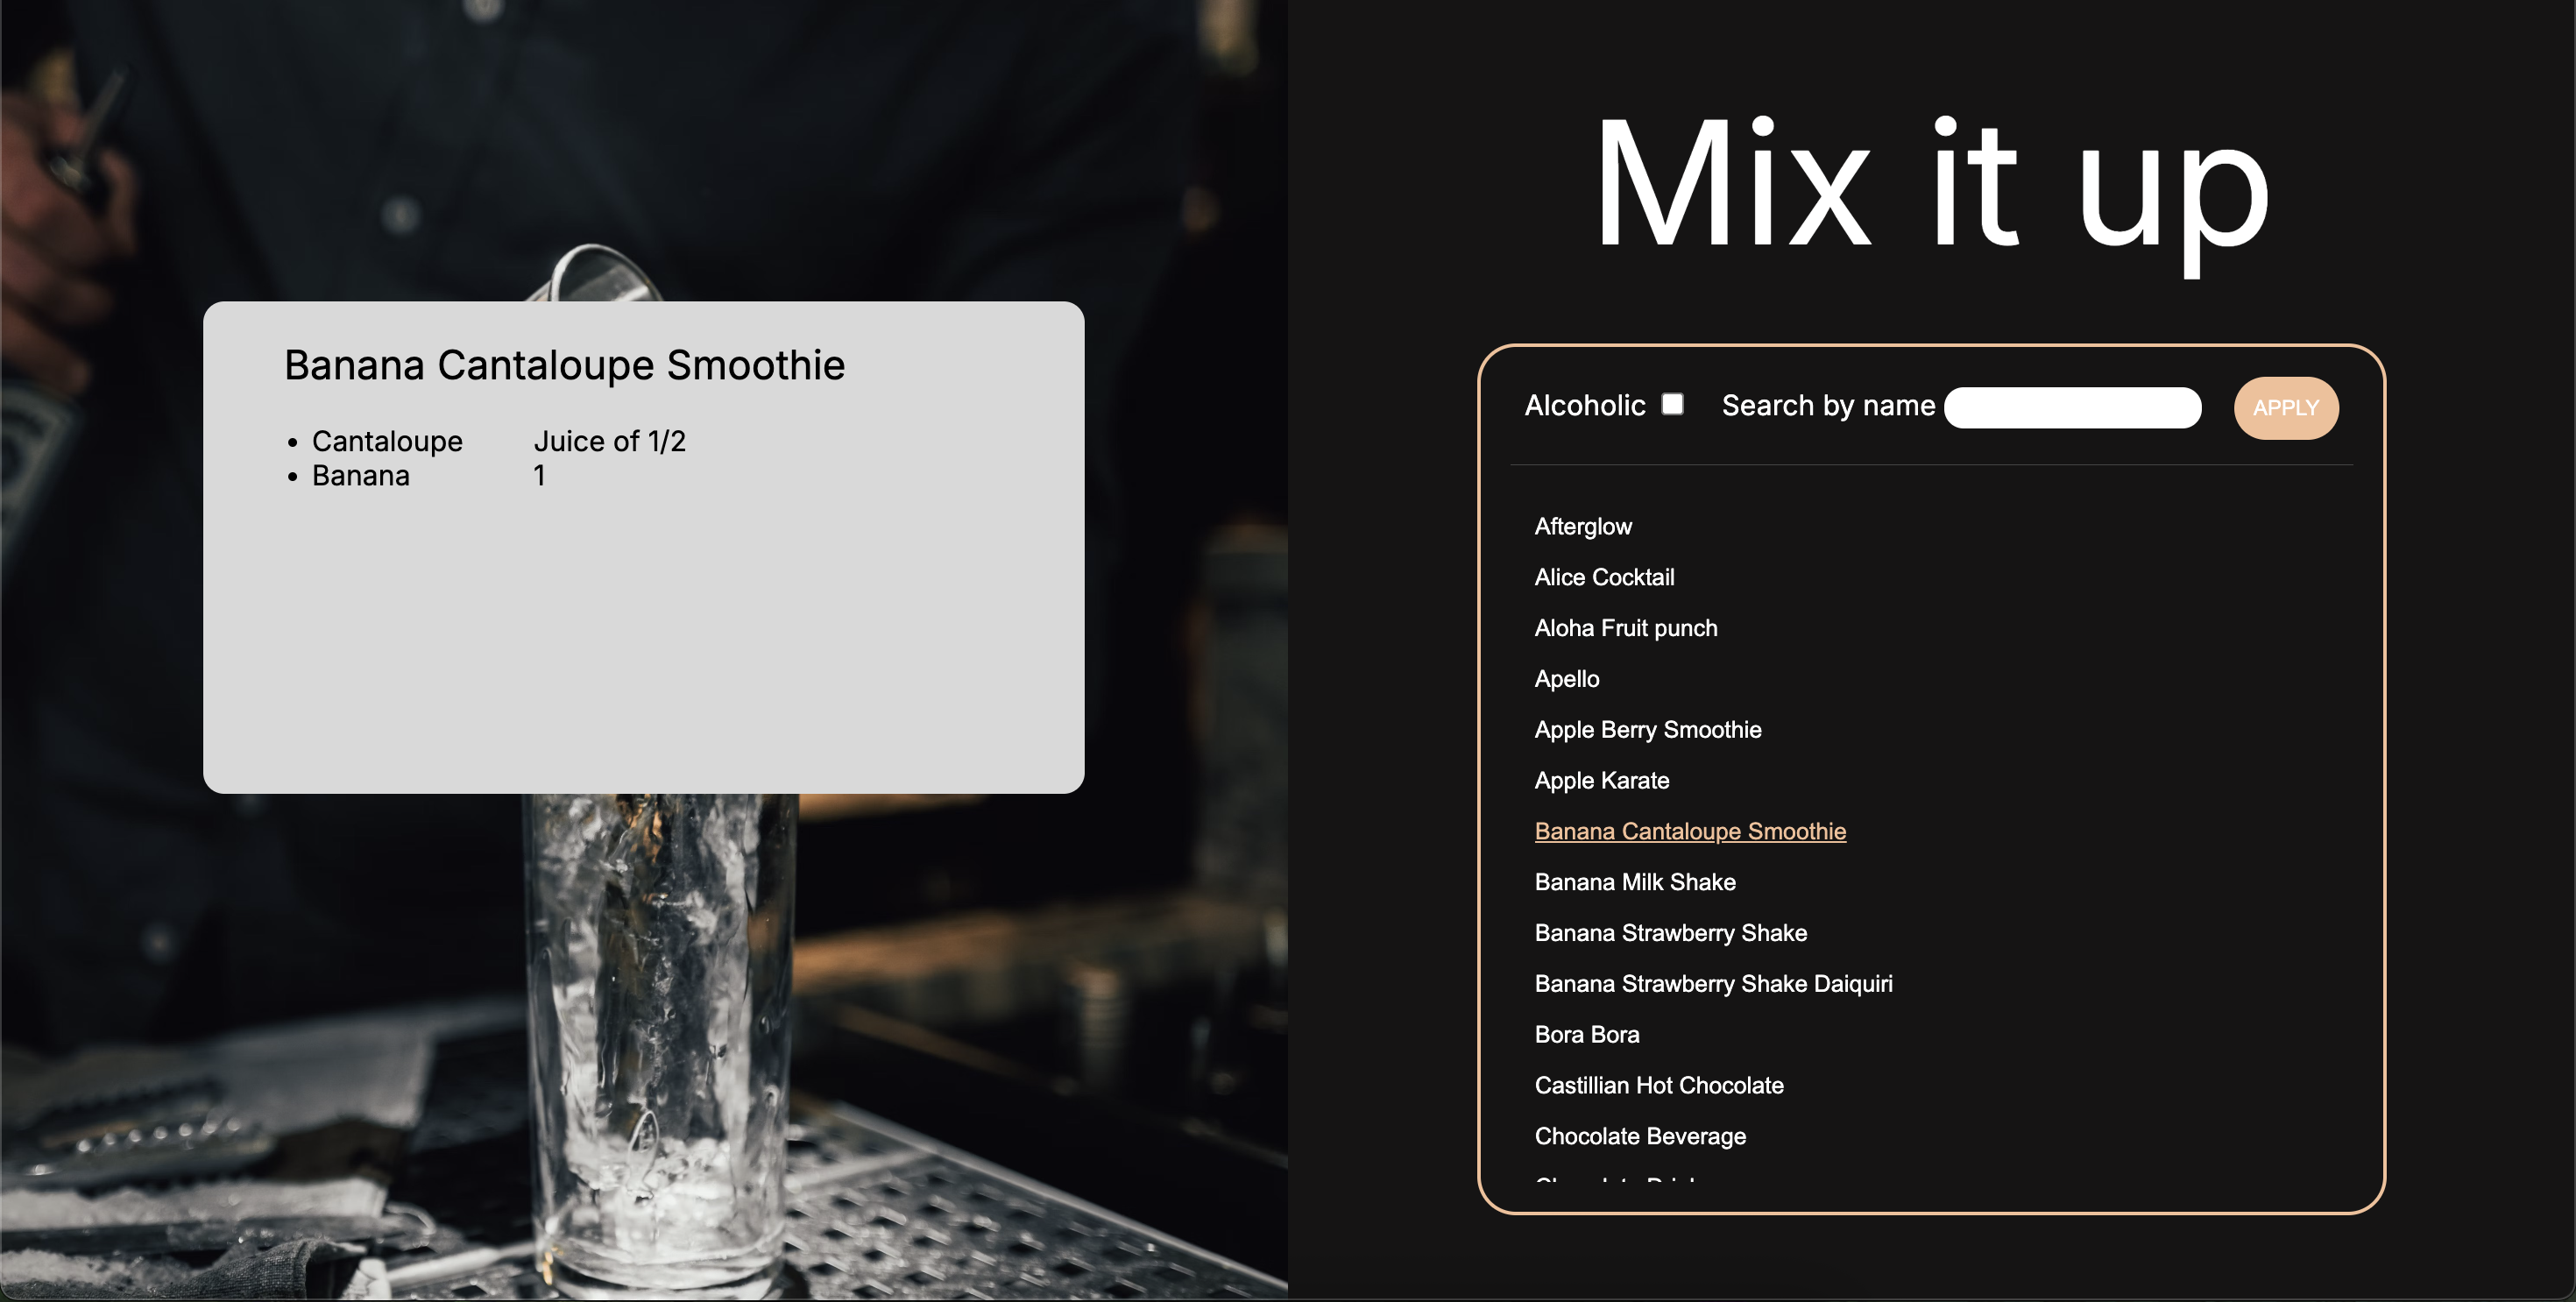 Banana Cantaloupe Smoothie
• Cantaloupe Juice of 1/2
• Banana 1
Mix it up
Alcoholic Search by name APPLY
Afterglow
Alice Cocktail
Aloha Fruit punch
Apello
Apple Berry Smoothie
Apple Karate
Banana Cantaloupe Smoothie
Banana Milk Shake
Banana Strawberry Shake
Banana Strawberry Shake Daiquiri
Bora Bora
Castillian Hot Chocolate
Chocolate Beverage